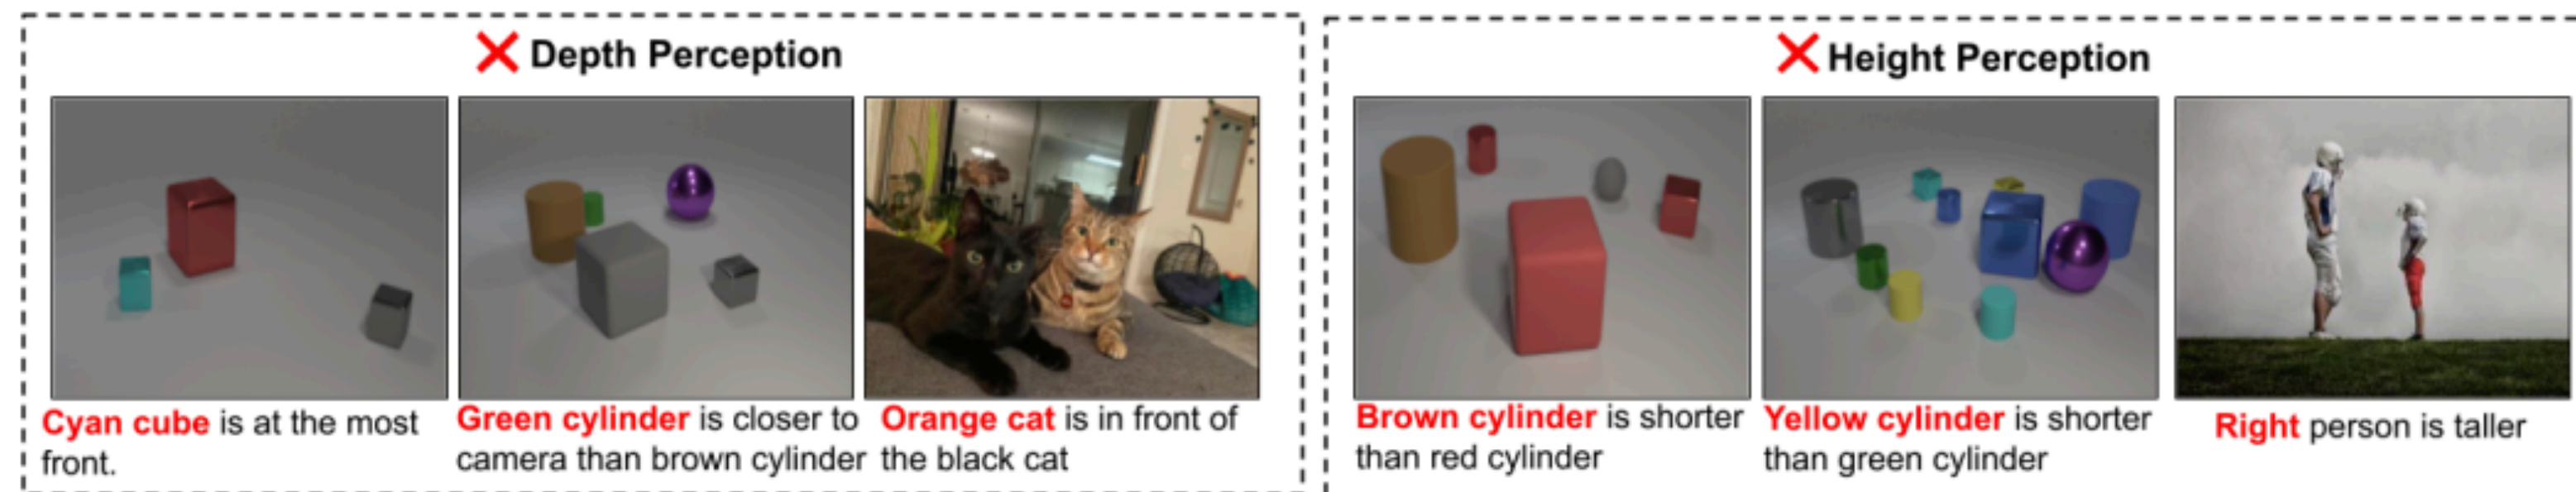 Depth Perception
Cyan cube is at the most
front.
Green cylinder is closer to
camera than brown cylinder
Orange cat is in front of
the black cat
Height Perception
Brown cylinder is shorter
than red cylinder
Yellow cylinder is shorter
than green cylinder
Right person is taller